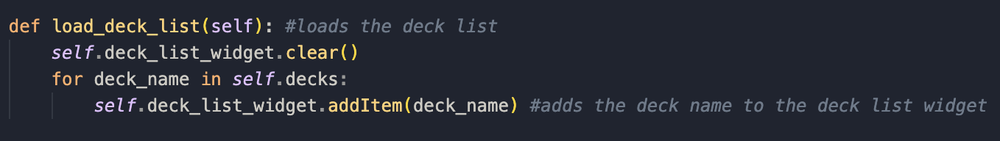 def load_deck_list(self): #loads the deck list
    self.deck_list_widget.clear()
    for deck_name in self.decks:
        self.deck_list_widget.addItem(deck_name) #adds the deck name to the deck list widget